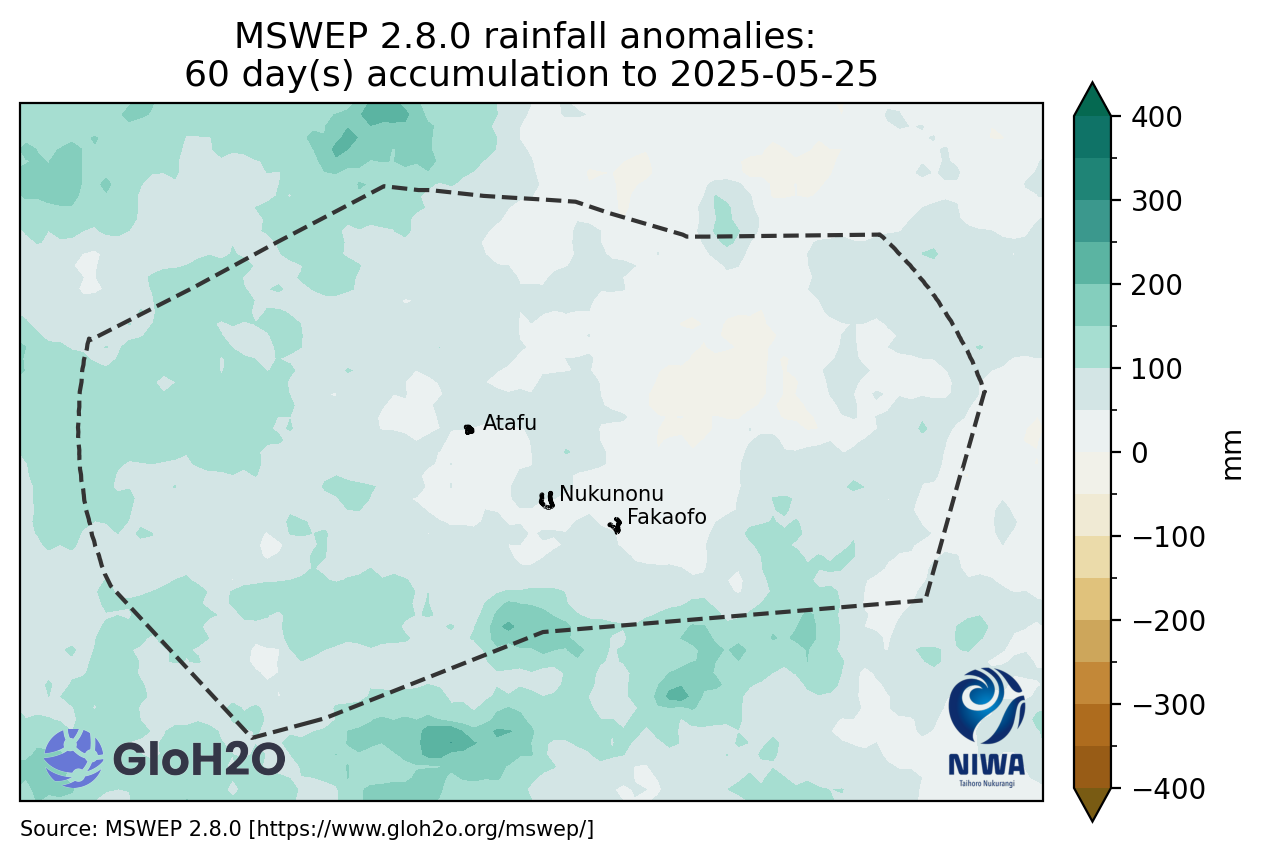 MSWEP 2.8.0 rainfall anomalies:
60 day(s) accumulation to 2025-05-25
400
300
200
100
0
−100
−200
−300
−400
mm
Atafu
Nukunonu
Fakaofo
GloH2O
NIWA
Taihoro Nukurangi
Source: MSWEP 2.8.0 [https://www.gloh2o.org/mswep/]